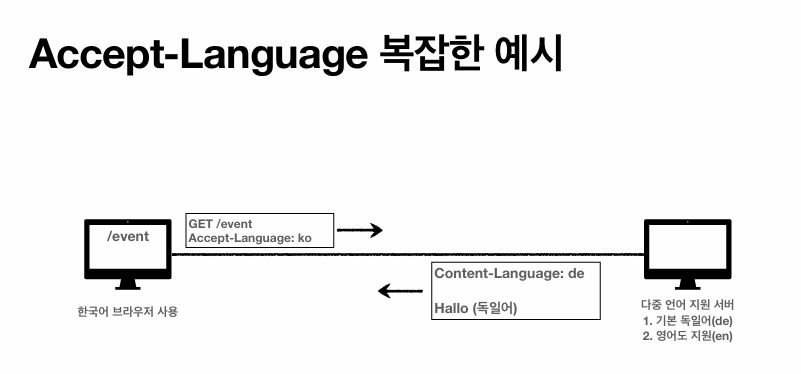 Accept-Language 복잡한 예시
/event
GET /event
Accept-Language: ko
Content-Language: de
Hallo (독일어)
한국어 브라우저 사용
다중 언어 지원 서버
1. 기본 독일어(de)
2. 영어도 지원(en)